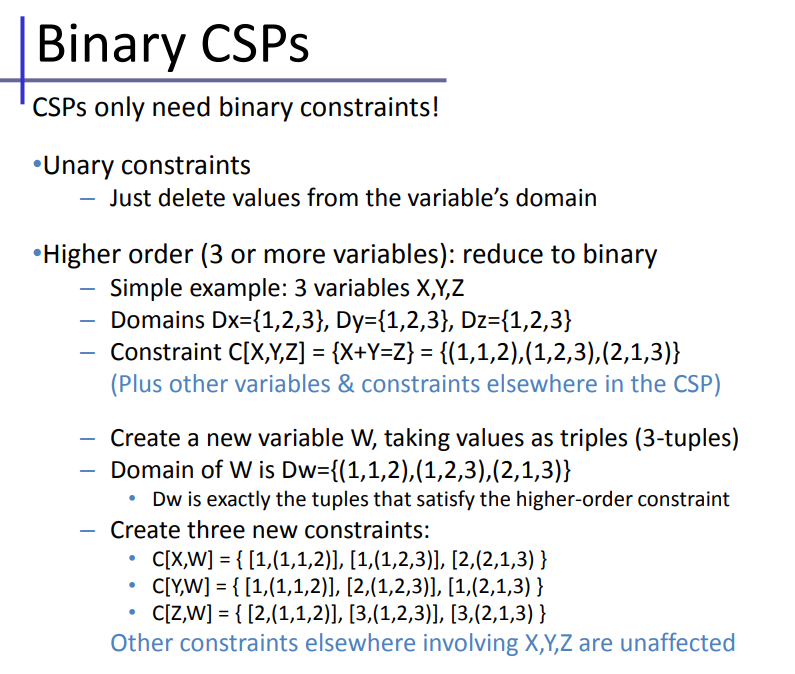 Binary CSPs
CSPs only need binary constraints!
•Unary constraints
– Just delete values from the variable’s domain
•Higher order (3 or more variables): reduce to binary
– Simple example: 3 variables X,Y,Z
– Domains Dx={1,2,3}, Dy={1,2,3}, Dz={1,2,3}
– Constraint C[X,Y,Z] = {X+Y=Z} = {(1,1,2),(1,2,3),(2,1,3)}
(Plus other variables & constraints elsewhere in the CSP)
– Create a new variable W, taking values as triples (3-tuples)
– Domain of W is Dw={(1,1,2),(1,2,3),(2,1,3)}
• Dw is exactly the tuples that satisfy the higher-order constraint
– Create three new constraints:
• C[X,W] = { [1,(1,1,2)], [1,(1,2,3)], [2,(2,1,3) }
• C[Y,W] = { [1,(1,1,2)], [2,(1,2,3)], [1,(2,1,3) }
• C[Z,W] = { [2,(1,1,2)], [3,(1,2,3)], [3,(2,1,3) }
Other constraints elsewhere involving X,Y,Z are unaffected